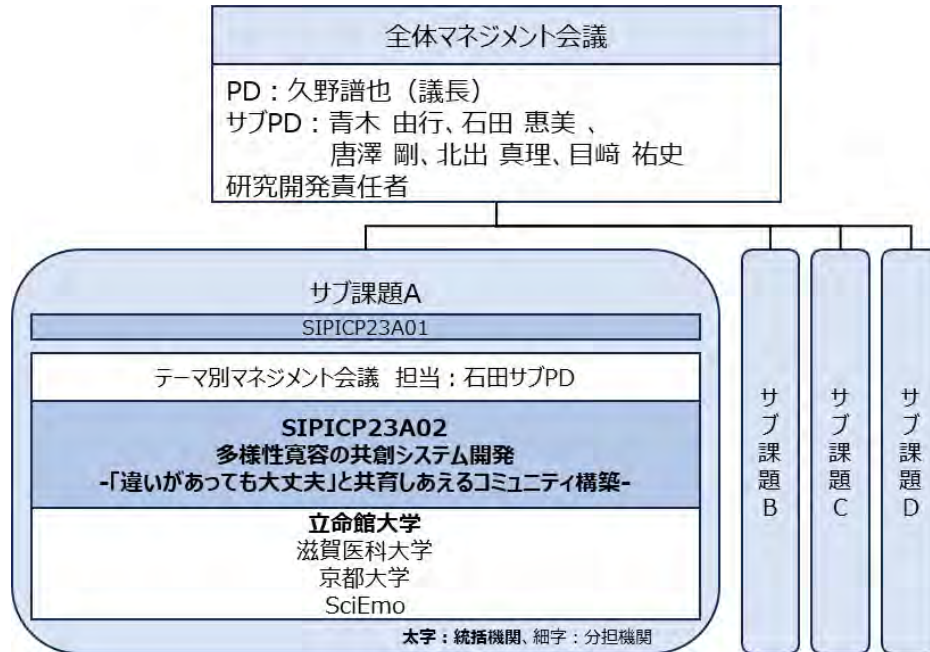 全体マネジメント会議
PD：久野譜也（議長）
サブPD：青木 由行、石田 惠美 、
唐澤 剛、北出 真理、目﨑 祐史
研究開発責任者
サブ課題A
SIPICP23A01
テーマ別マネジメント会議 担当：石田サブPD
SIPICP23A02
多様性寛容の共創システム開発
-「違いがあっても大丈夫」と共育しあえるコミュニティ構築-
立命館大学
滋賀医科大学
京都大学
SciEmo
太字：統括機関、細字：分担機関
サブ課題B
サブ課題C
サブ課題D